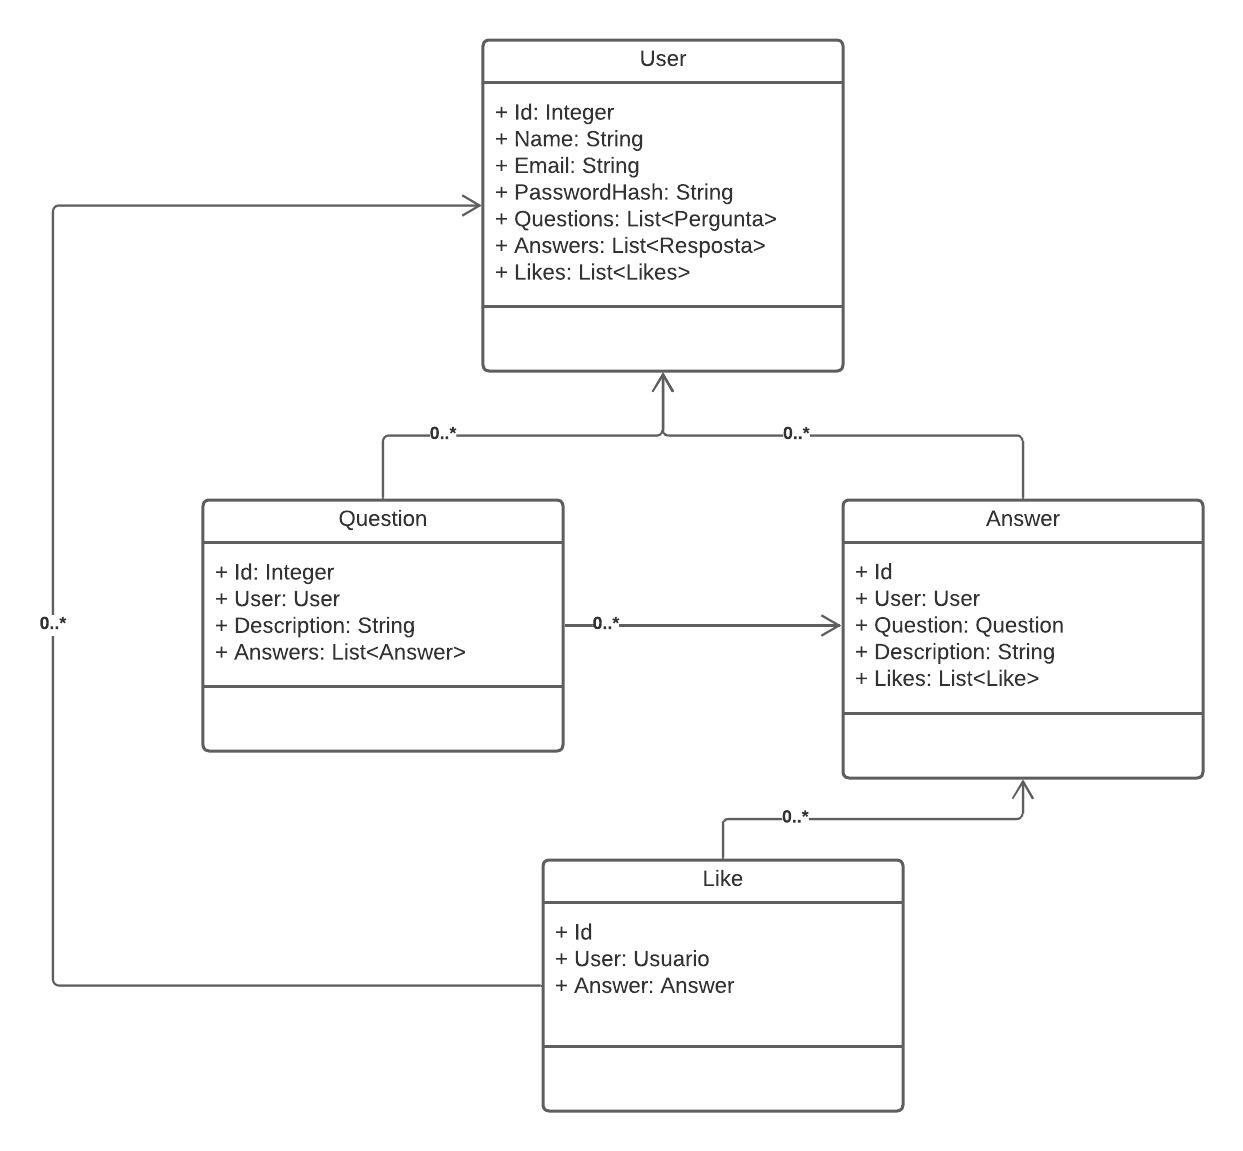 User
+ Id: Integer
+ Name: String
+ Email: String
+ PasswordHash: String
+ Questions: List<Pergunta>
+ Answers: List<Resposta>
+ Likes: List<Likes>
0..*
0..*
Question
+ Id: Integer
+ User: User
+ Description: String
+ Answers: List<Answer>
Answer
+ Id
+ User: User
+ Question: Question
+ Description: String
+ Likes: List<Like>
0..*
0..*
0..*
Like
+ Id
+ User: Usuario
+ Answer: Answer